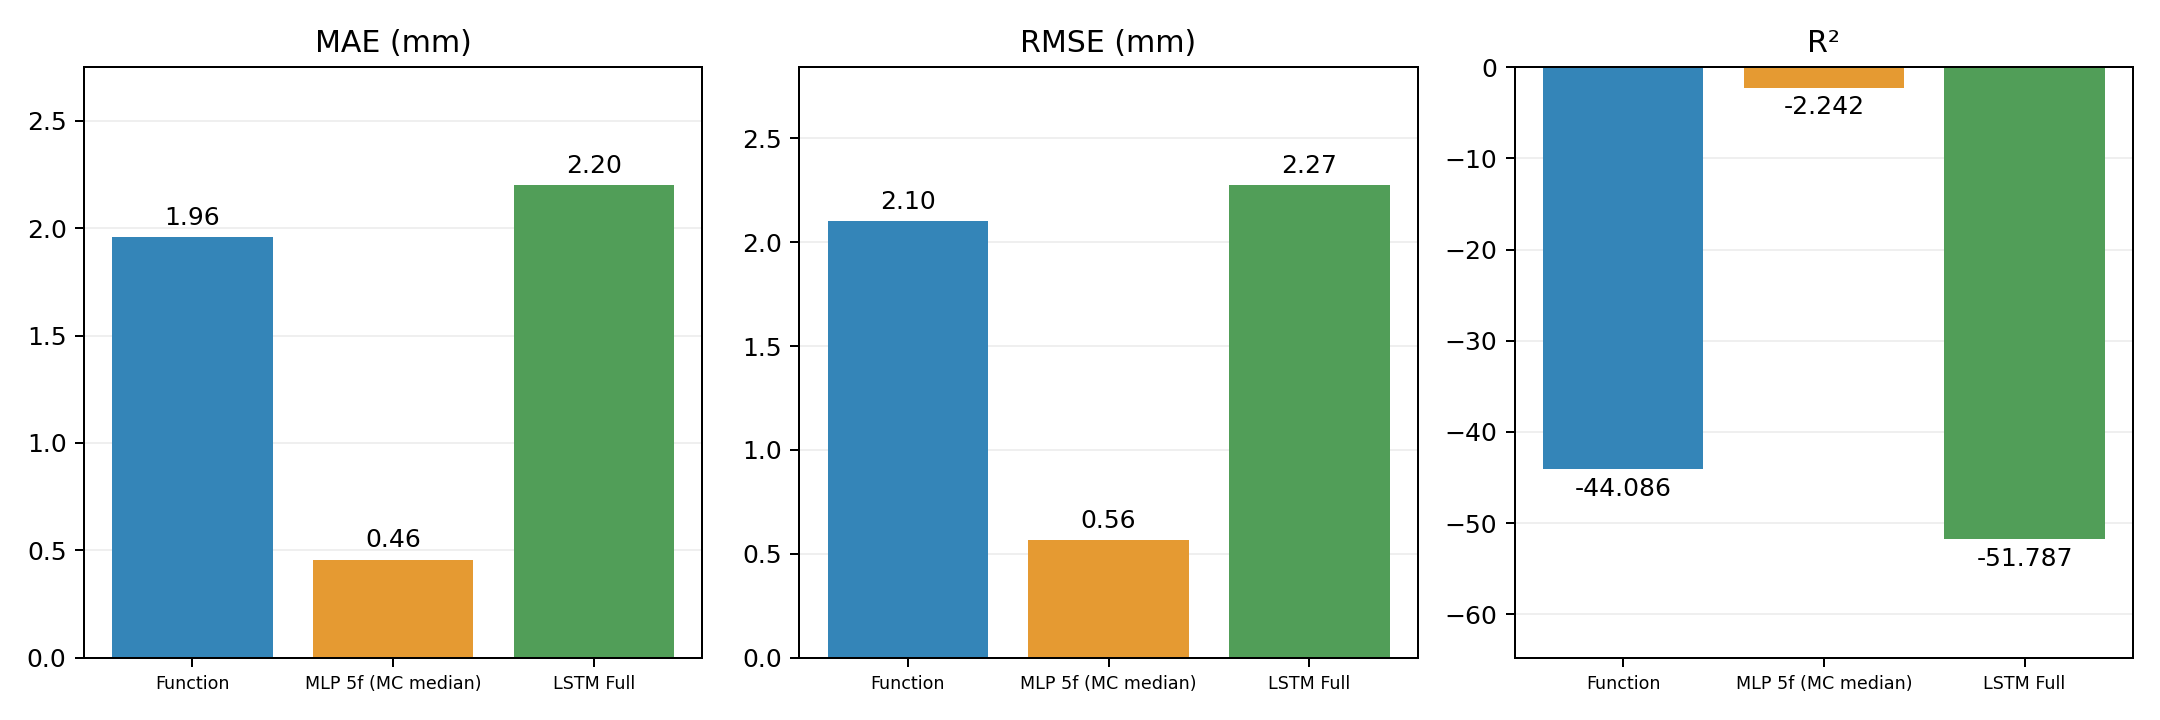 MAE (mm)
2.5
2.0
1.5
1.0
0.5
0.0
1.96
0.46
2.20
Function
MLP 5f (MC median)
LSTM Full
RMSE (mm)
2.5
2.0
1.5
1.0
0.5
0.0
2.10
0.56
2.27
Function
MLP 5f (MC median)
LSTM Full
R²
0
−10
−20
−30
−40
−50
−60
-44.086
-2.242
-51.787
Function
MLP 5f (MC median)
LSTM Full